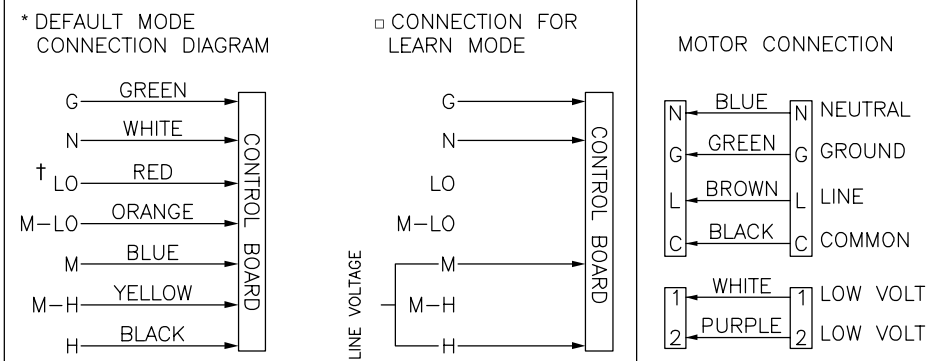 * DEFAULT MODE
CONNECTION DIAGRAM
G GREEN
N WHITE
† LO RED
M-LO ORANGE
M BLUE
M-H YELLOW
H BLACK
CONTROL BOARD
□ CONNECTION FOR
LEARN MODE
G
N
LO
M-LO
M
M-H
H
LINE VOLTAGE
CONTROL BOARD
MOTOR CONNECTION
N BLUE N NEUTRAL
G GREEN G GROUND
L BROWN L LINE
C BLACK C COMMON
1 WHITE 1 LOW VOLT
2 PURPLE 2 LOW VOLT